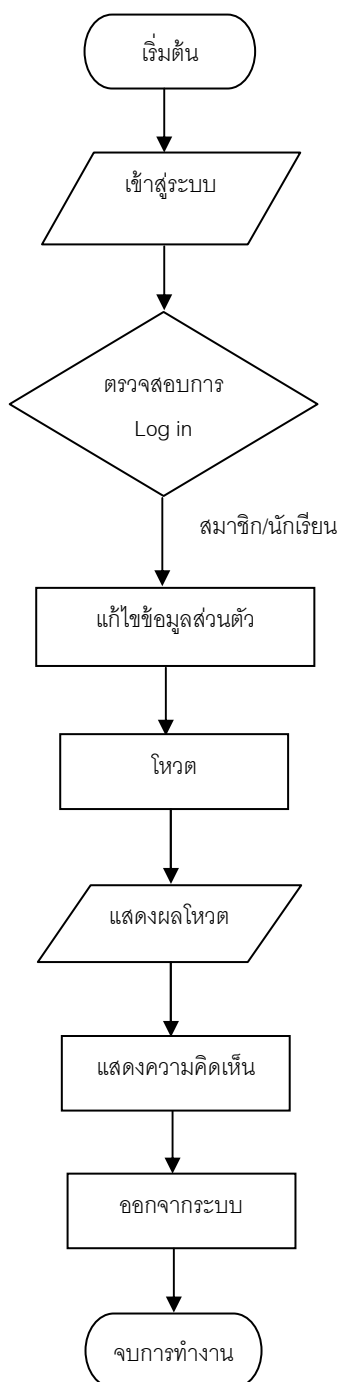 เริ่มต้น
เข้าสู่ระบบ
ตรวจสอบการ
Log in
สมาชิก/นักเรียน
แก้ไขข้อมูลส่วนตัว
โหวต
แสดงผลโหวต
แสดงความคิดเห็น
ออกจากระบบ
จบการทำงาน